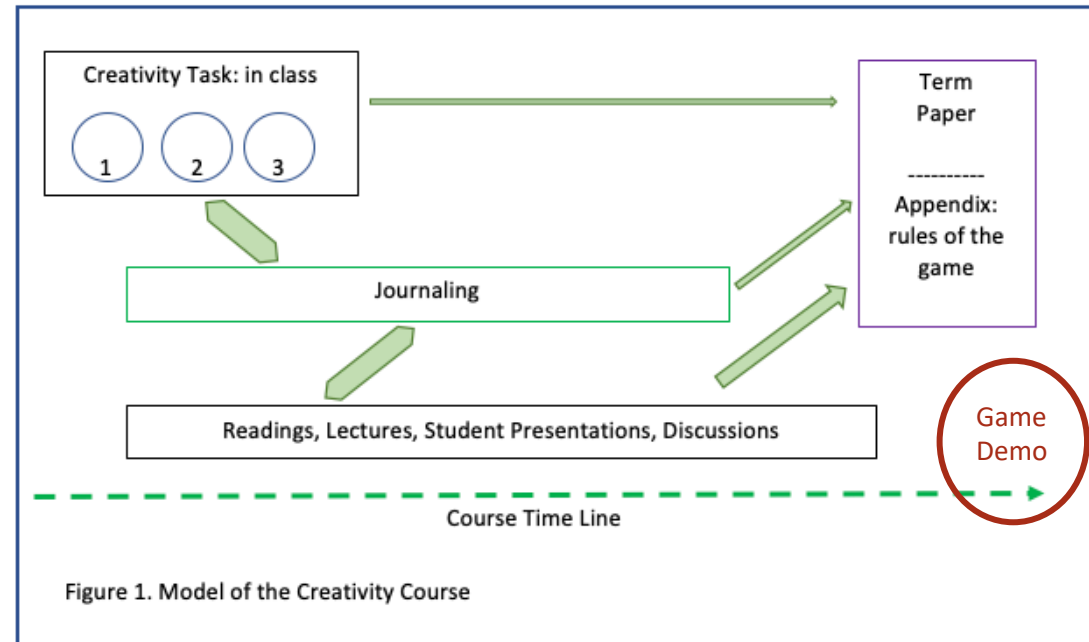 Creativity Task: in class
1 2 3
Term
Paper
----------
Appendix:
rules of the
game
Journaling
Readings, Lectures, Student Presentations, Discussions
Game
Demo
Course Time Line
Figure 1. Model of the Creativity Course